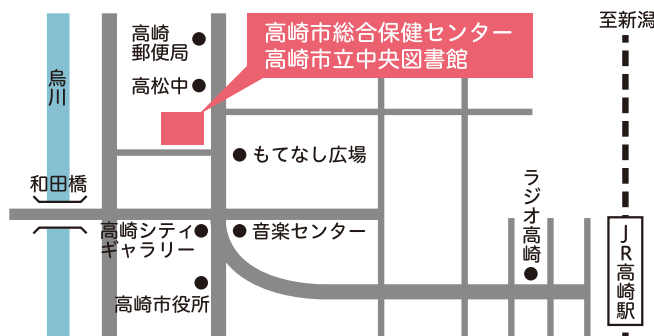 至新潟
高崎市総合保健センター
高崎市立中央図書館
高崎
郵便局
高松中
烏川
もてなし広場
和田橋
ラジオ高崎
高崎シティ
ギャラリー
音楽センター
JR高崎駅
高崎市役所